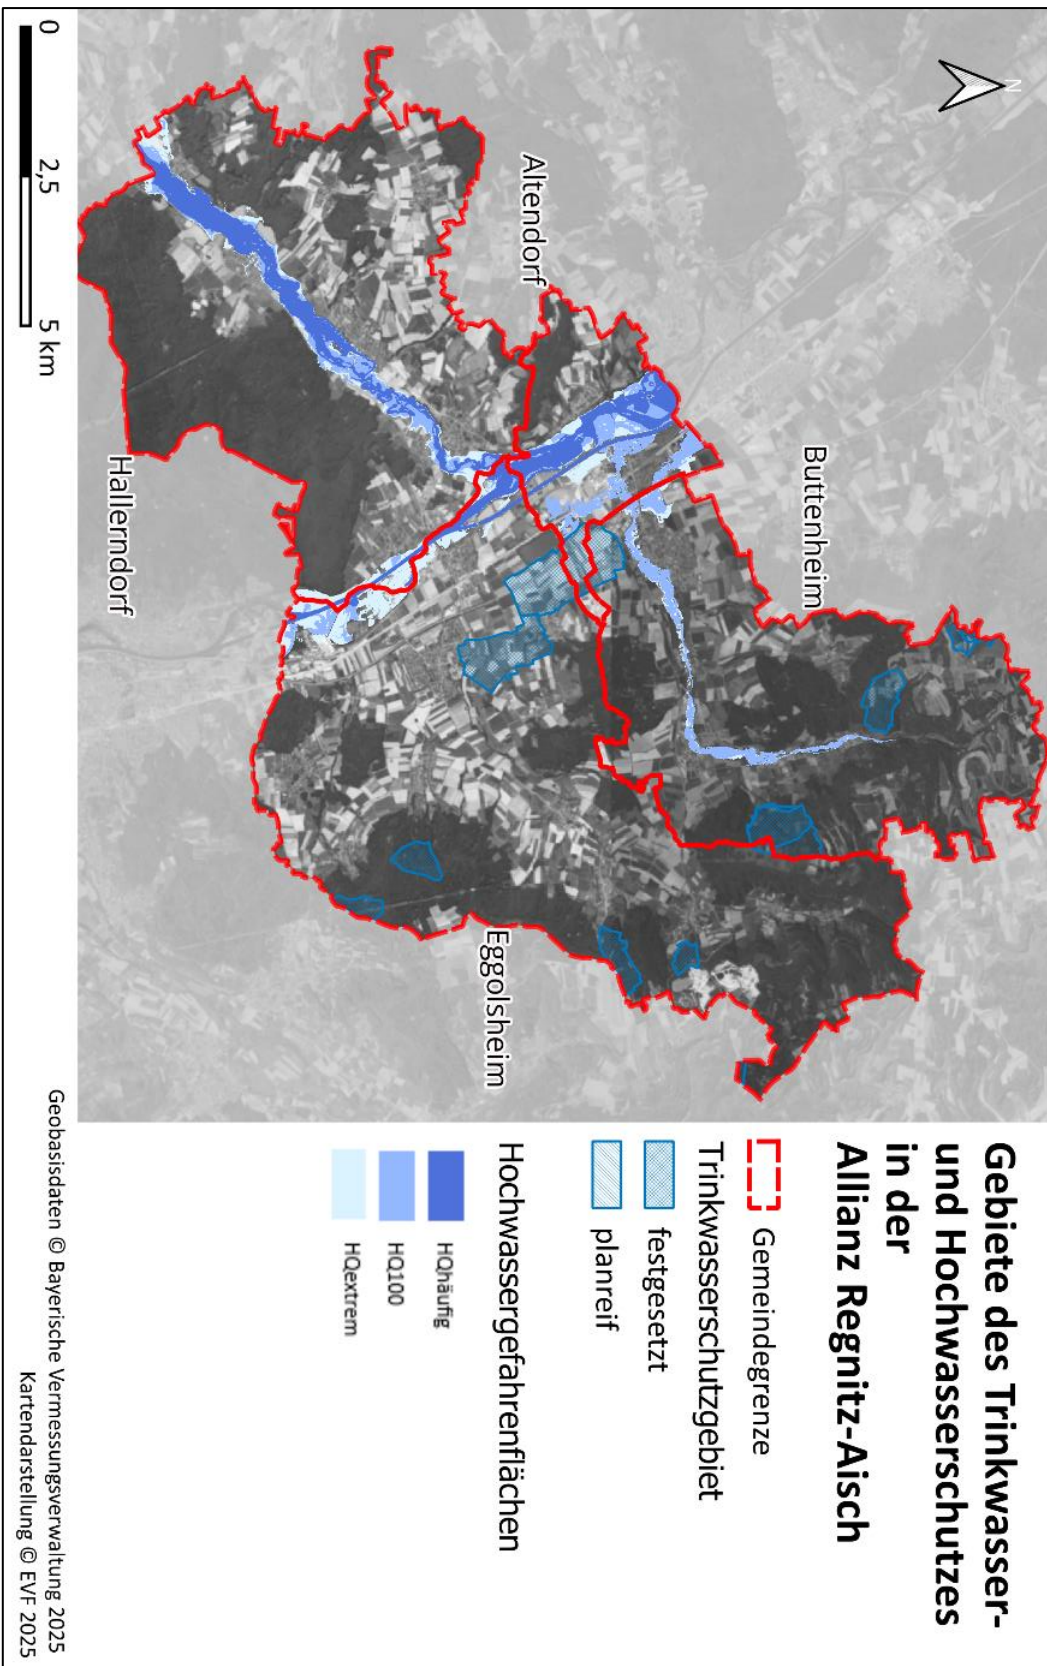 Gebiete des Trinkwasser-
und Hochwasserschutzes
in der
Allianz Regnitz-Aisch
Gemeindegrenze
Trinkwasserschutzgebiet
festgesetzt
planreif
Hochwassergefahrenflächen
HQhäufig
HQ100
HQextrem
N
Buttenheim
Altendorf
Eggolsheim
Hallerndorf
0 2,5 5 km
Geobasisdaten © Bayerische Vermessungsverwaltung 2025
Kartendarstellung © EVF 2025